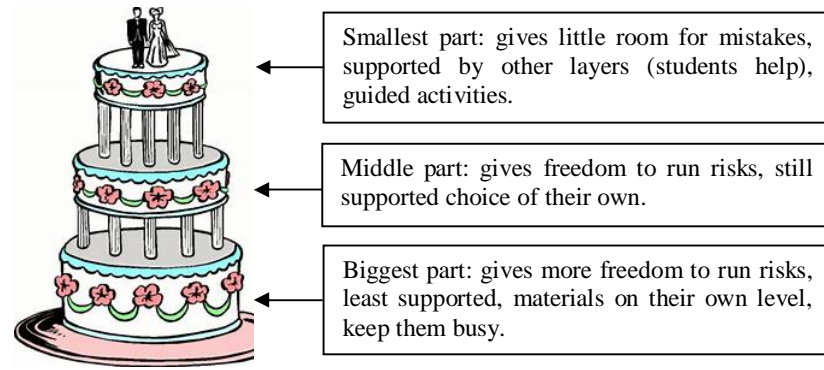 Smallest part: gives little room for mistakes,
supported by other layers (students help),
guided activities.
Middle part: gives freedom to run risks, still
supported choice of their own.
Biggest part: gives more freedom to run risks,
least supported, materials on their own level,
keep them busy.